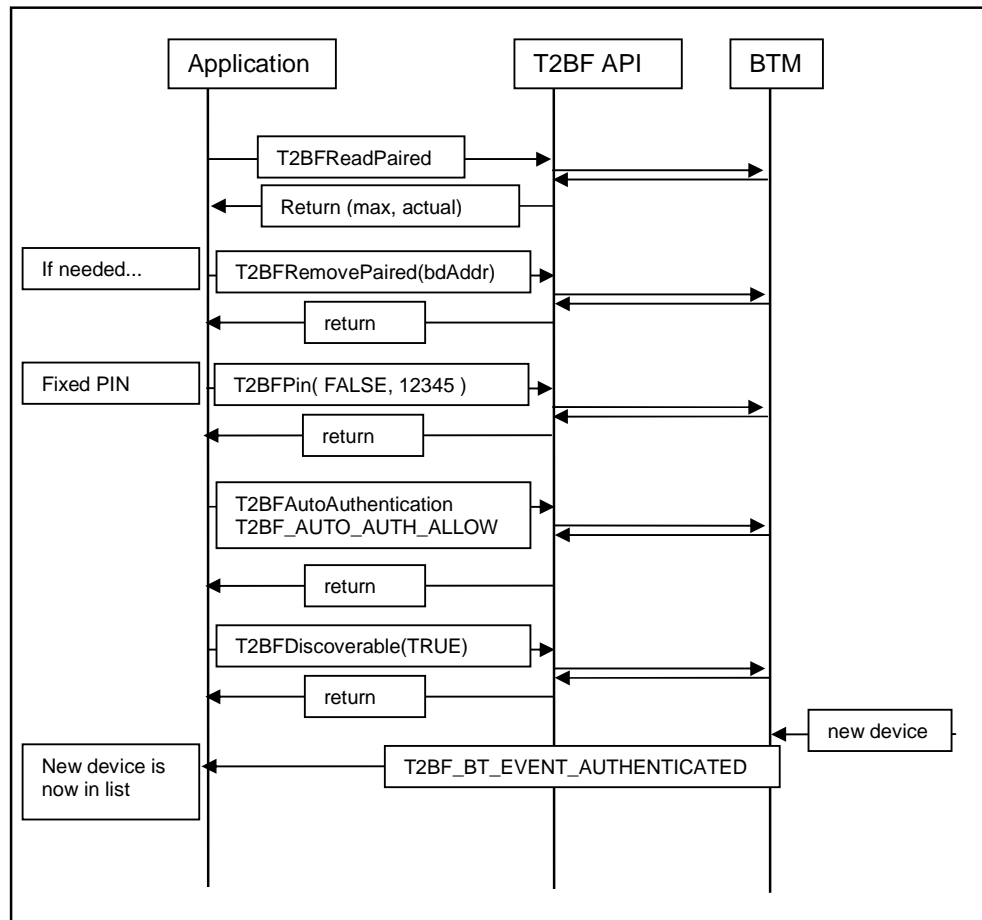 Application
T2BF API
BTM
T2BFReadPaired
Return (max, actual)
If needed...
T2BFRemovePaired(bdAddr)
return
Fixed PIN
T2BFPin( FALSE, 12345 )
return
T2BFAutoAuthentication
T2BF_AUTO_AUTH_ALLOW
return
T2BFDiscoverable(TRUE)
return
new device
New device is
now in list
T2BF_BT_EVENT_AUTHENTICATED